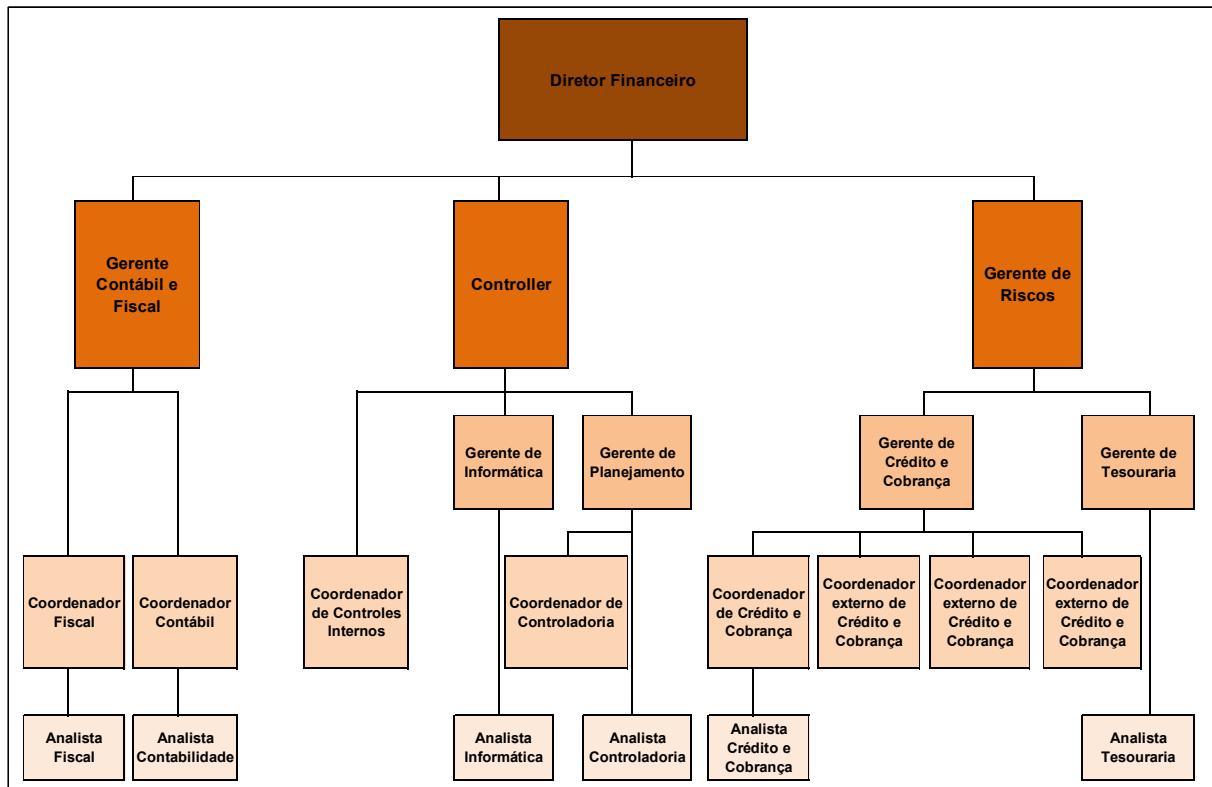 Diretor Financeiro
Gerente
Contábil e
Fiscal
Controller
Gerente de
Riscos
Gerente de
Informática
Gerente de
Planejamento
Gerente de
Crédito e
Cobrança
Gerente de
Tesouraria
Coordenador
Fiscal
Coordenador
Contábil
Coordenador
de Controles
Internos
Coordenador de
Controladoria
Coordenador
de Crédito e
Cobrança
Coordenador
externo de
Crédito e
Cobrança
Coordenador
externo de
Crédito e
Cobrança
Coordenador
externo de
Crédito e
Cobrança
Analista
Fiscal
Analista
Contabilidade
Analista
Informática
Analista
Controladoria
Analista
Crédito e
Cobrança
Analista
Tesouraria